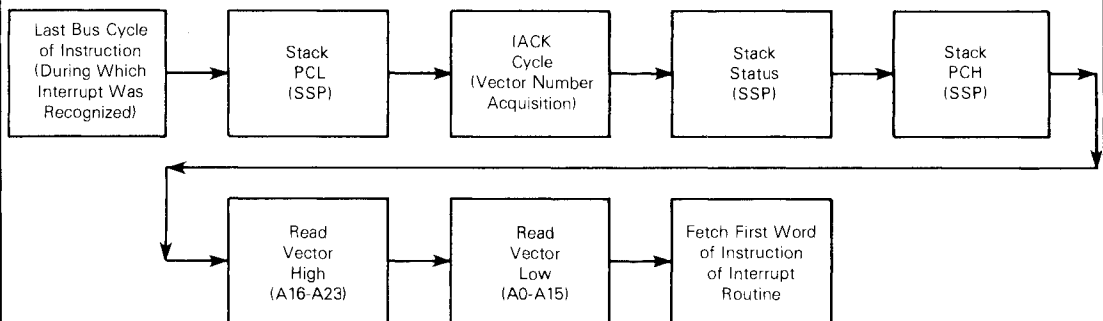 Last Bus Cycle
of Instruction
(During Which
Interrupt Was
Recognized)
Stack
PCL
(SSP)
IACK
Cycle
(Vector Number
Acquisition)
Stack
Status
(SSP)
Stack
PCH
(SSP)
Read
Vector
High
(A16-A23)
Read
Vector
Low
(A0-A15)
Fetch First Word
of Instruction
of Interrupt
Routine